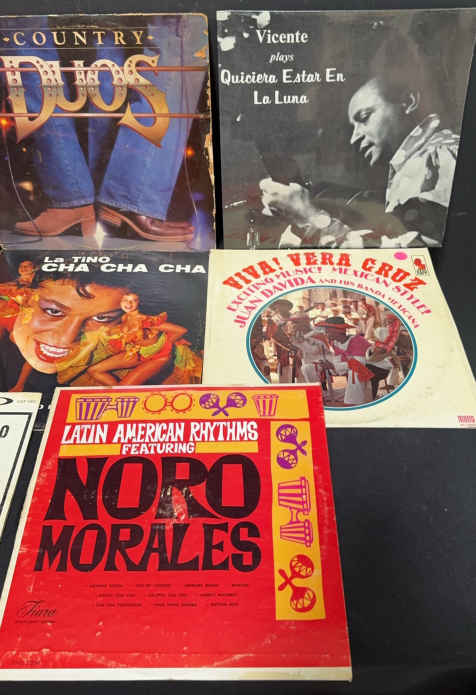 COUNTRY
DUOS
Vicente
plays
Quiciera Estar En
La Luna
La TINO
CHA CHA CHA
VIVA! VERA CRUZ
EXCITING MUSIC! MEXICAN STYLE!
JUAN DAVIDA AND HIS BANDA MEXICANA
LATIN AMERICAN RHYTHMS
FEATURING
NORO
MORALES
Tiara